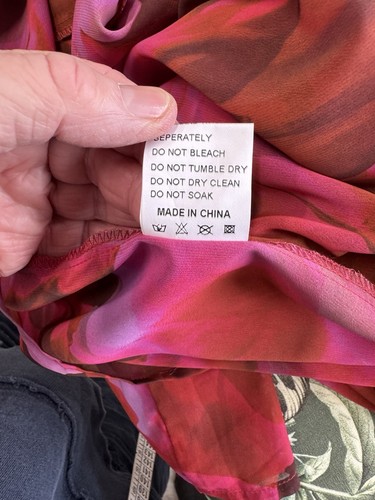 SEPERATELY
DO NOT BLEACH
DO NOT TUMBLE DRY
DO NOT DRY CLEAN
DO NOT SOAK
MADE IN CHINA